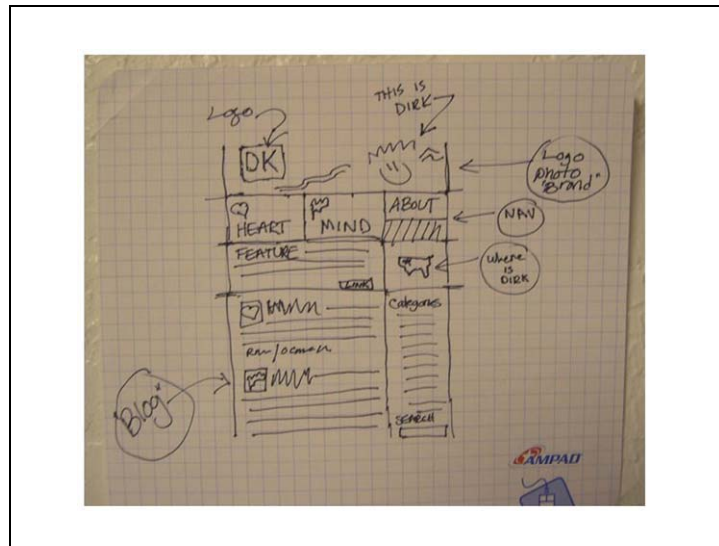 THIS IS
DIRK
Logo
DK
Logo
photo
"Brand"
HEART
MIND
ABOUT
NAV
FEATURE
Where
IS
DIRK
LINK
Categories
"Blog"
SEARCH
AMPAD